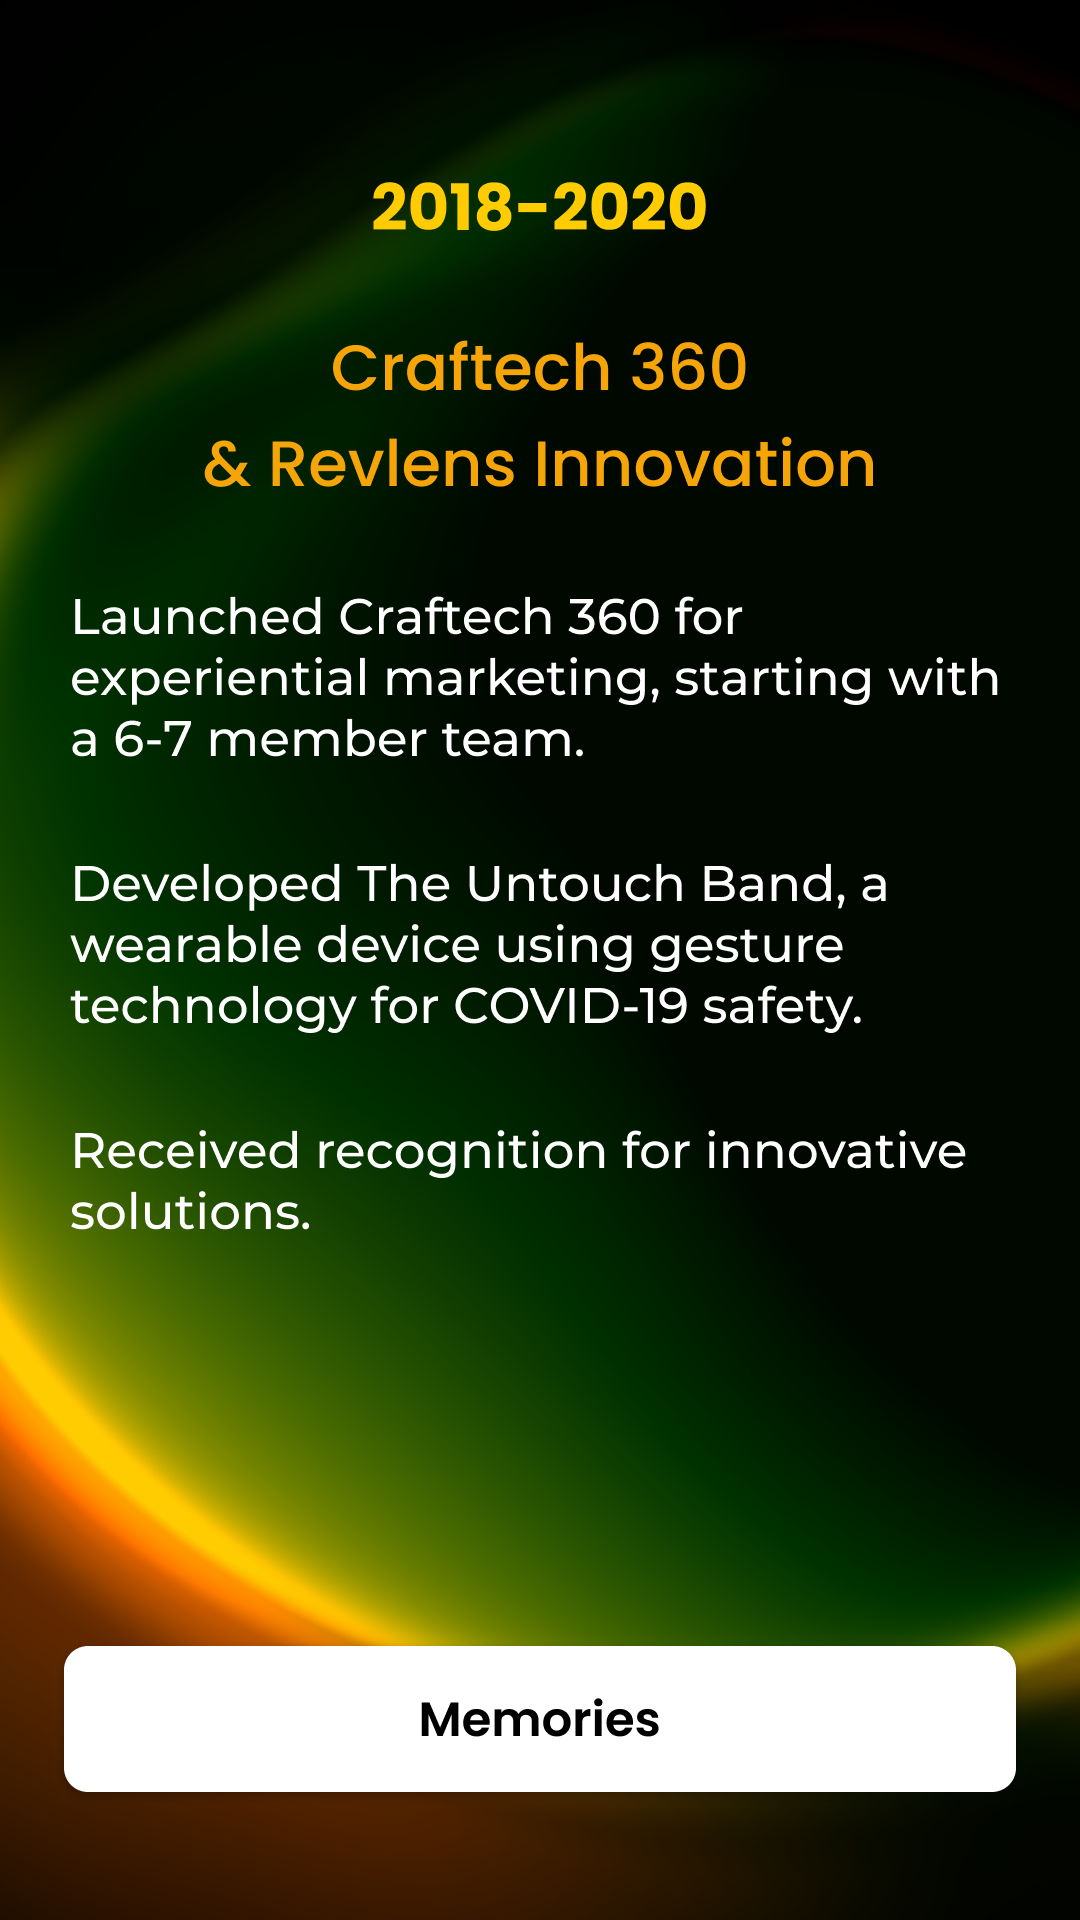 2018-2020
Craftech 360
& Revlens Innovation
Launched Craftech 360 for
experiential marketing, starting with
a 6-7 member team.
Developed The Untouch Band, a
wearable device using gesture
technology for COVID-19 safety.
Received recognition for innovative
solutions.
Memories